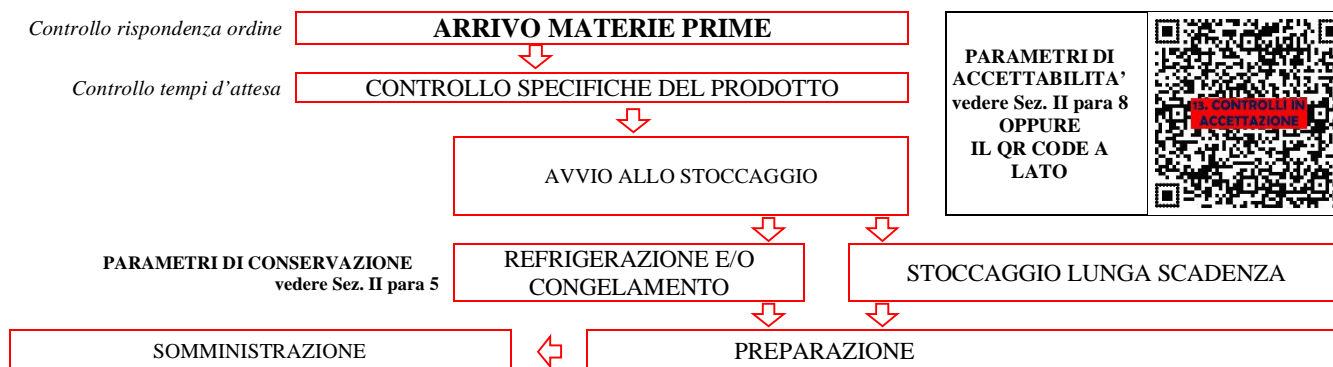 Controllo rispondenza ordine
ARRIVO MATERIE PRIME
Controllo tempi d'attesa
CONTROLLO SPECIFICHE DEL PRODOTTO
PARAMETRI DI
ACCETTABILITA'
vedere Sez. II para 8
OPPURE
IL QR CODE A
LATO
13. CONTROLLI IN
ACCETTAZIONE
AVVIO ALLO STOCCAGGIO
PARAMETRI DI CONSERVAZIONE
vedere Sez. II para 5
REFRIGERAZIONE E/O
CONGELAMENTO
STOCCAGGIO LUNGA SCADENZA
SOMMINISTRAZIONE
PREPARAZIONE